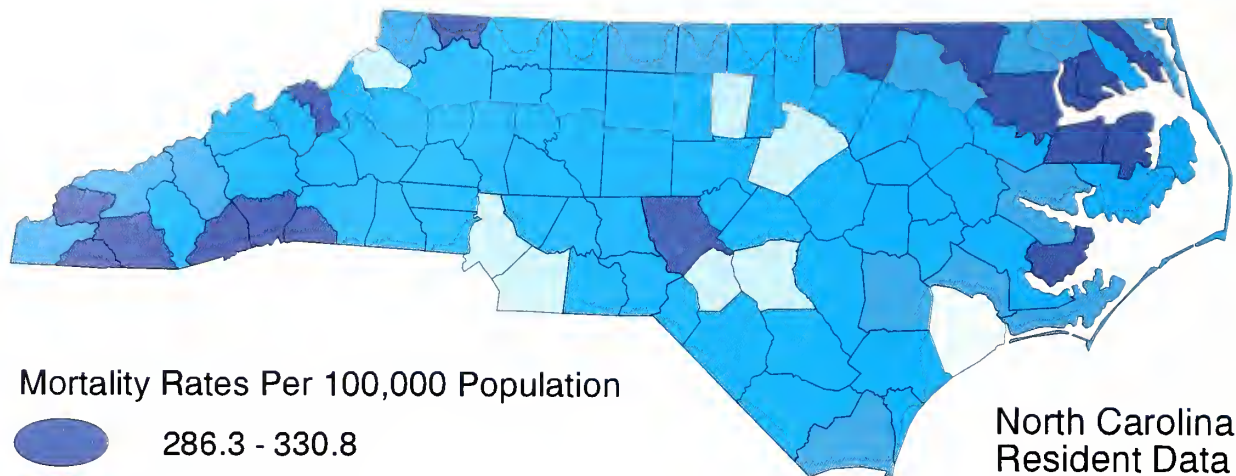 Mortality Rates Per 100,000 Population
286.3 - 330.8
North Carolina
Resident Data